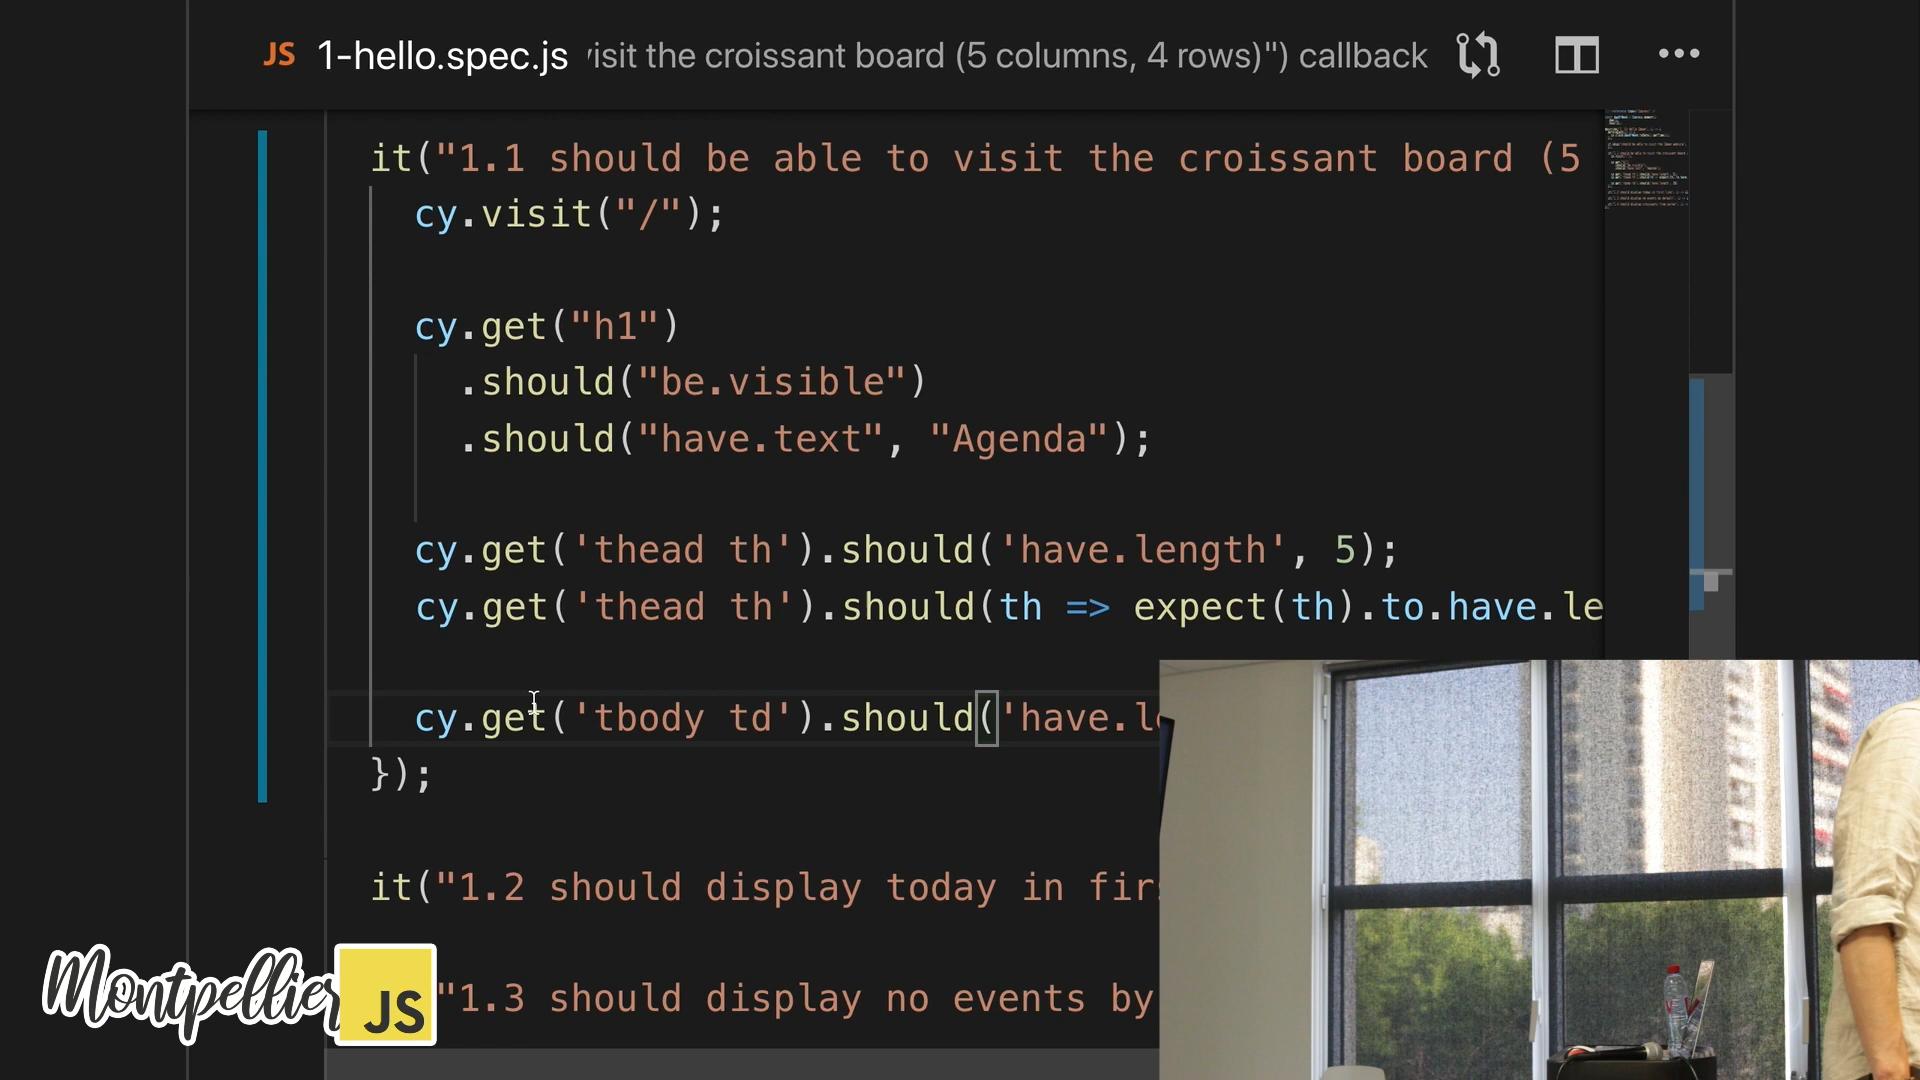 JS 1-hello.spec.js visit the croissant board (5 columns, 4 rows)") callback
it("1.1 should be able to visit the croissant board (5
cy.visit("/");
cy.get("h1")
.should("be.visible")
.should("have.text", "Agenda");
cy.get('thead th').should('have.length', 5);
cy.get('thead th').should(th => expect(th).to.have.le
cy.get('tbody td').should('have.le
});
it("1.2 should display today in firs
"1.3 should display no events by
Montpellier JS